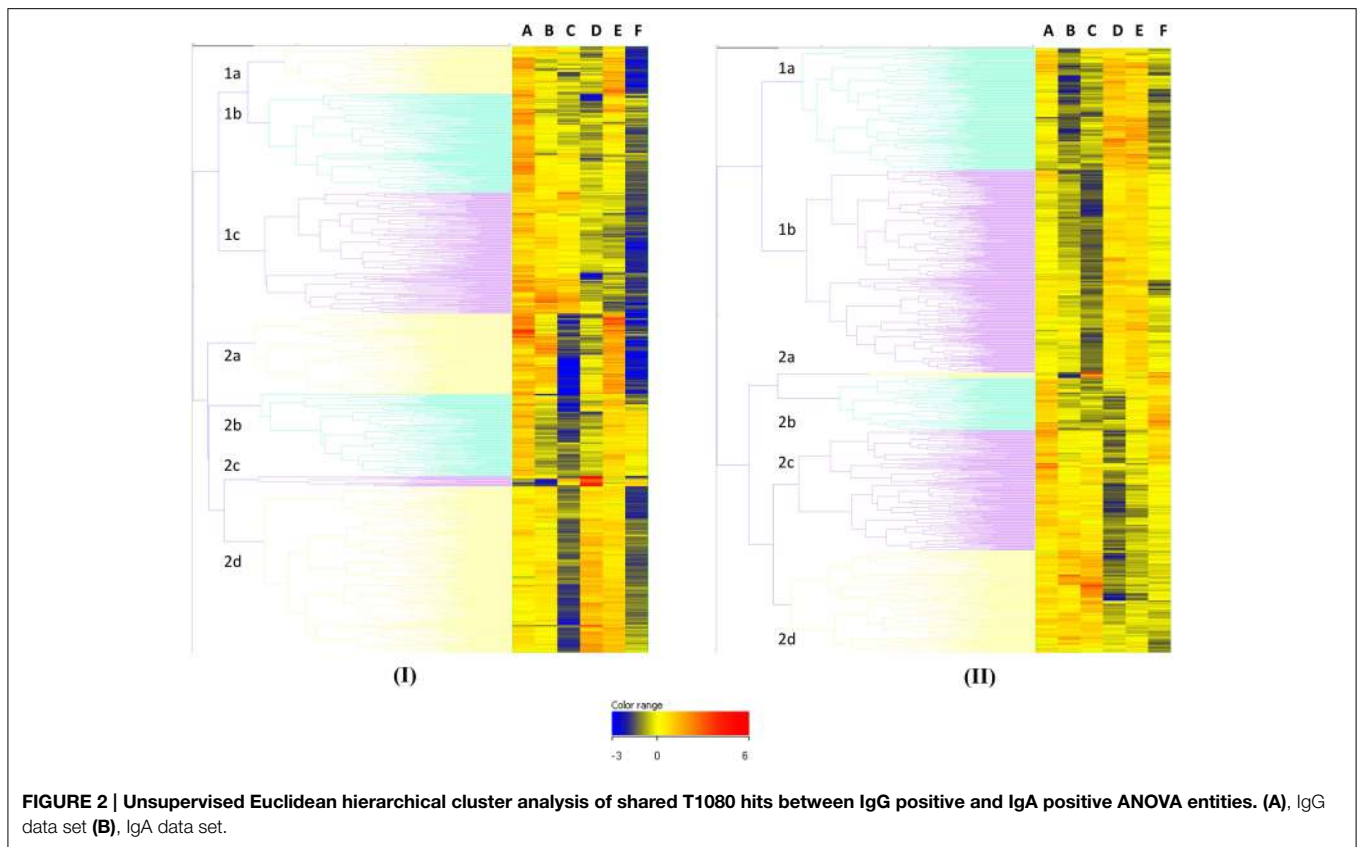 A B C D E F
1a
1b
1c
2a
2b
2c
2d
(I)
A B C D E F
1a
1b
2a
2b
2c
2d
(II)
Color range
-3 0 6
FIGURE 2 | Unsupervised Euclidean hierarchical cluster analysis of shared T1080 hits between IgG positive and IgA positive ANOVA entities. (A), IgG
data set (B), IgA data set.